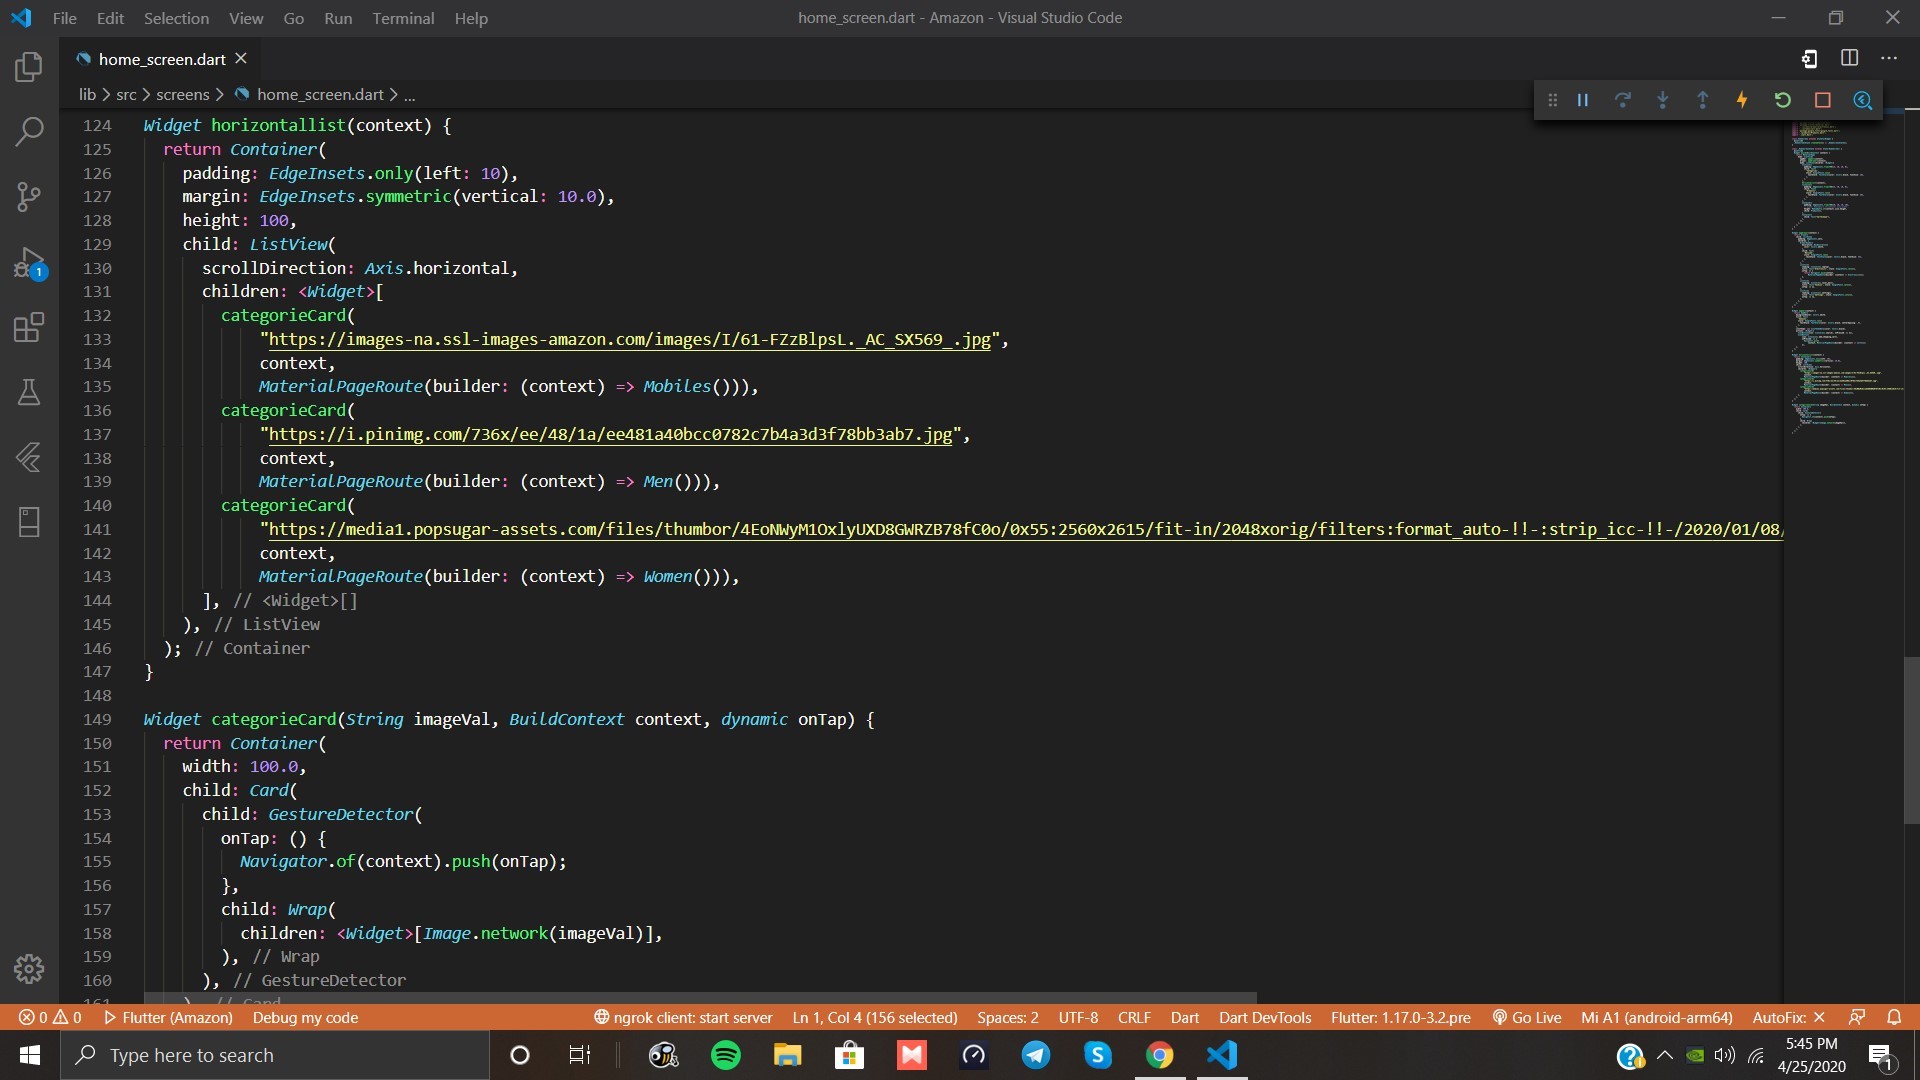 File Edit Selection View Go Run Terminal Help home_screen.dart - Amazon - Visual Studio Code
home_screen.dart
lib > src > screens > home_screen.dart > ...
124 Widget horizontallist(context) {
125 return Container(
126 padding: EdgeInsets.only(left: 10),
127 margin: EdgeInsets.symmetric(vertical: 10.0),
128 height: 100,
129 child: ListView(
130 scrollDirection: Axis.horizontal,
131 children: <Widget>[
132 categorieCard(
133 "https://images-na.ssl-images-amazon.com/images/I/61-FZzBlpsL._AC_SX569_.jpg",
134 context,
135 MaterialPageRoute(builder: (context) => Mobiles())),
136 categorieCard(
137 "https://i.pinimg.com/736x/ee/48/1a/ee481a40bcc0782c7b4a3d3f78bb3ab7.jpg",
138 context,
139 MaterialPageRoute(builder: (context) => Men())),
140 categorieCard(
141 "https://media1.popsugar-assets.com/files/thumbor/4EoNWyM1OxlyUXD8GWRZB78fC0o/0x55:2560x2615/fit-in/2048xorig/filters:format_auto-!!-:strip_icc-!!-/2020/01/08/
142 context,
143 MaterialPageRoute(builder: (context) => Women())),
144 ], // <Widget>[]
145 ), // ListView
146 ); // Container
147 }
148
149 Widget categorieCard(String imageVal, BuildContext context, dynamic onTap) {
150 return Container(
151 width: 100.0,
152 child: Card(
153 child: GestureDetector(
154 onTap: () {
155 Navigator.of(context).push(onTap);
156 },
157 child: Wrap(
158 children: <Widget>[Image.network(imageVal)],
159 ), // Wrap
160 ), // GestureDetector
161 ), // Card
0 0 Flutter (Amazon) Debug my code ngrok client: start server Ln 1, Col 4 (156 selected) Spaces: 2 UTF-8 CRLF Dart Dart DevTools Flutter: 1.17.0-3.2.pre Go Live Mi A1 (android-arm64) AutoFix: ✕
Type here to search
5:45 PM
4/25/2020
1